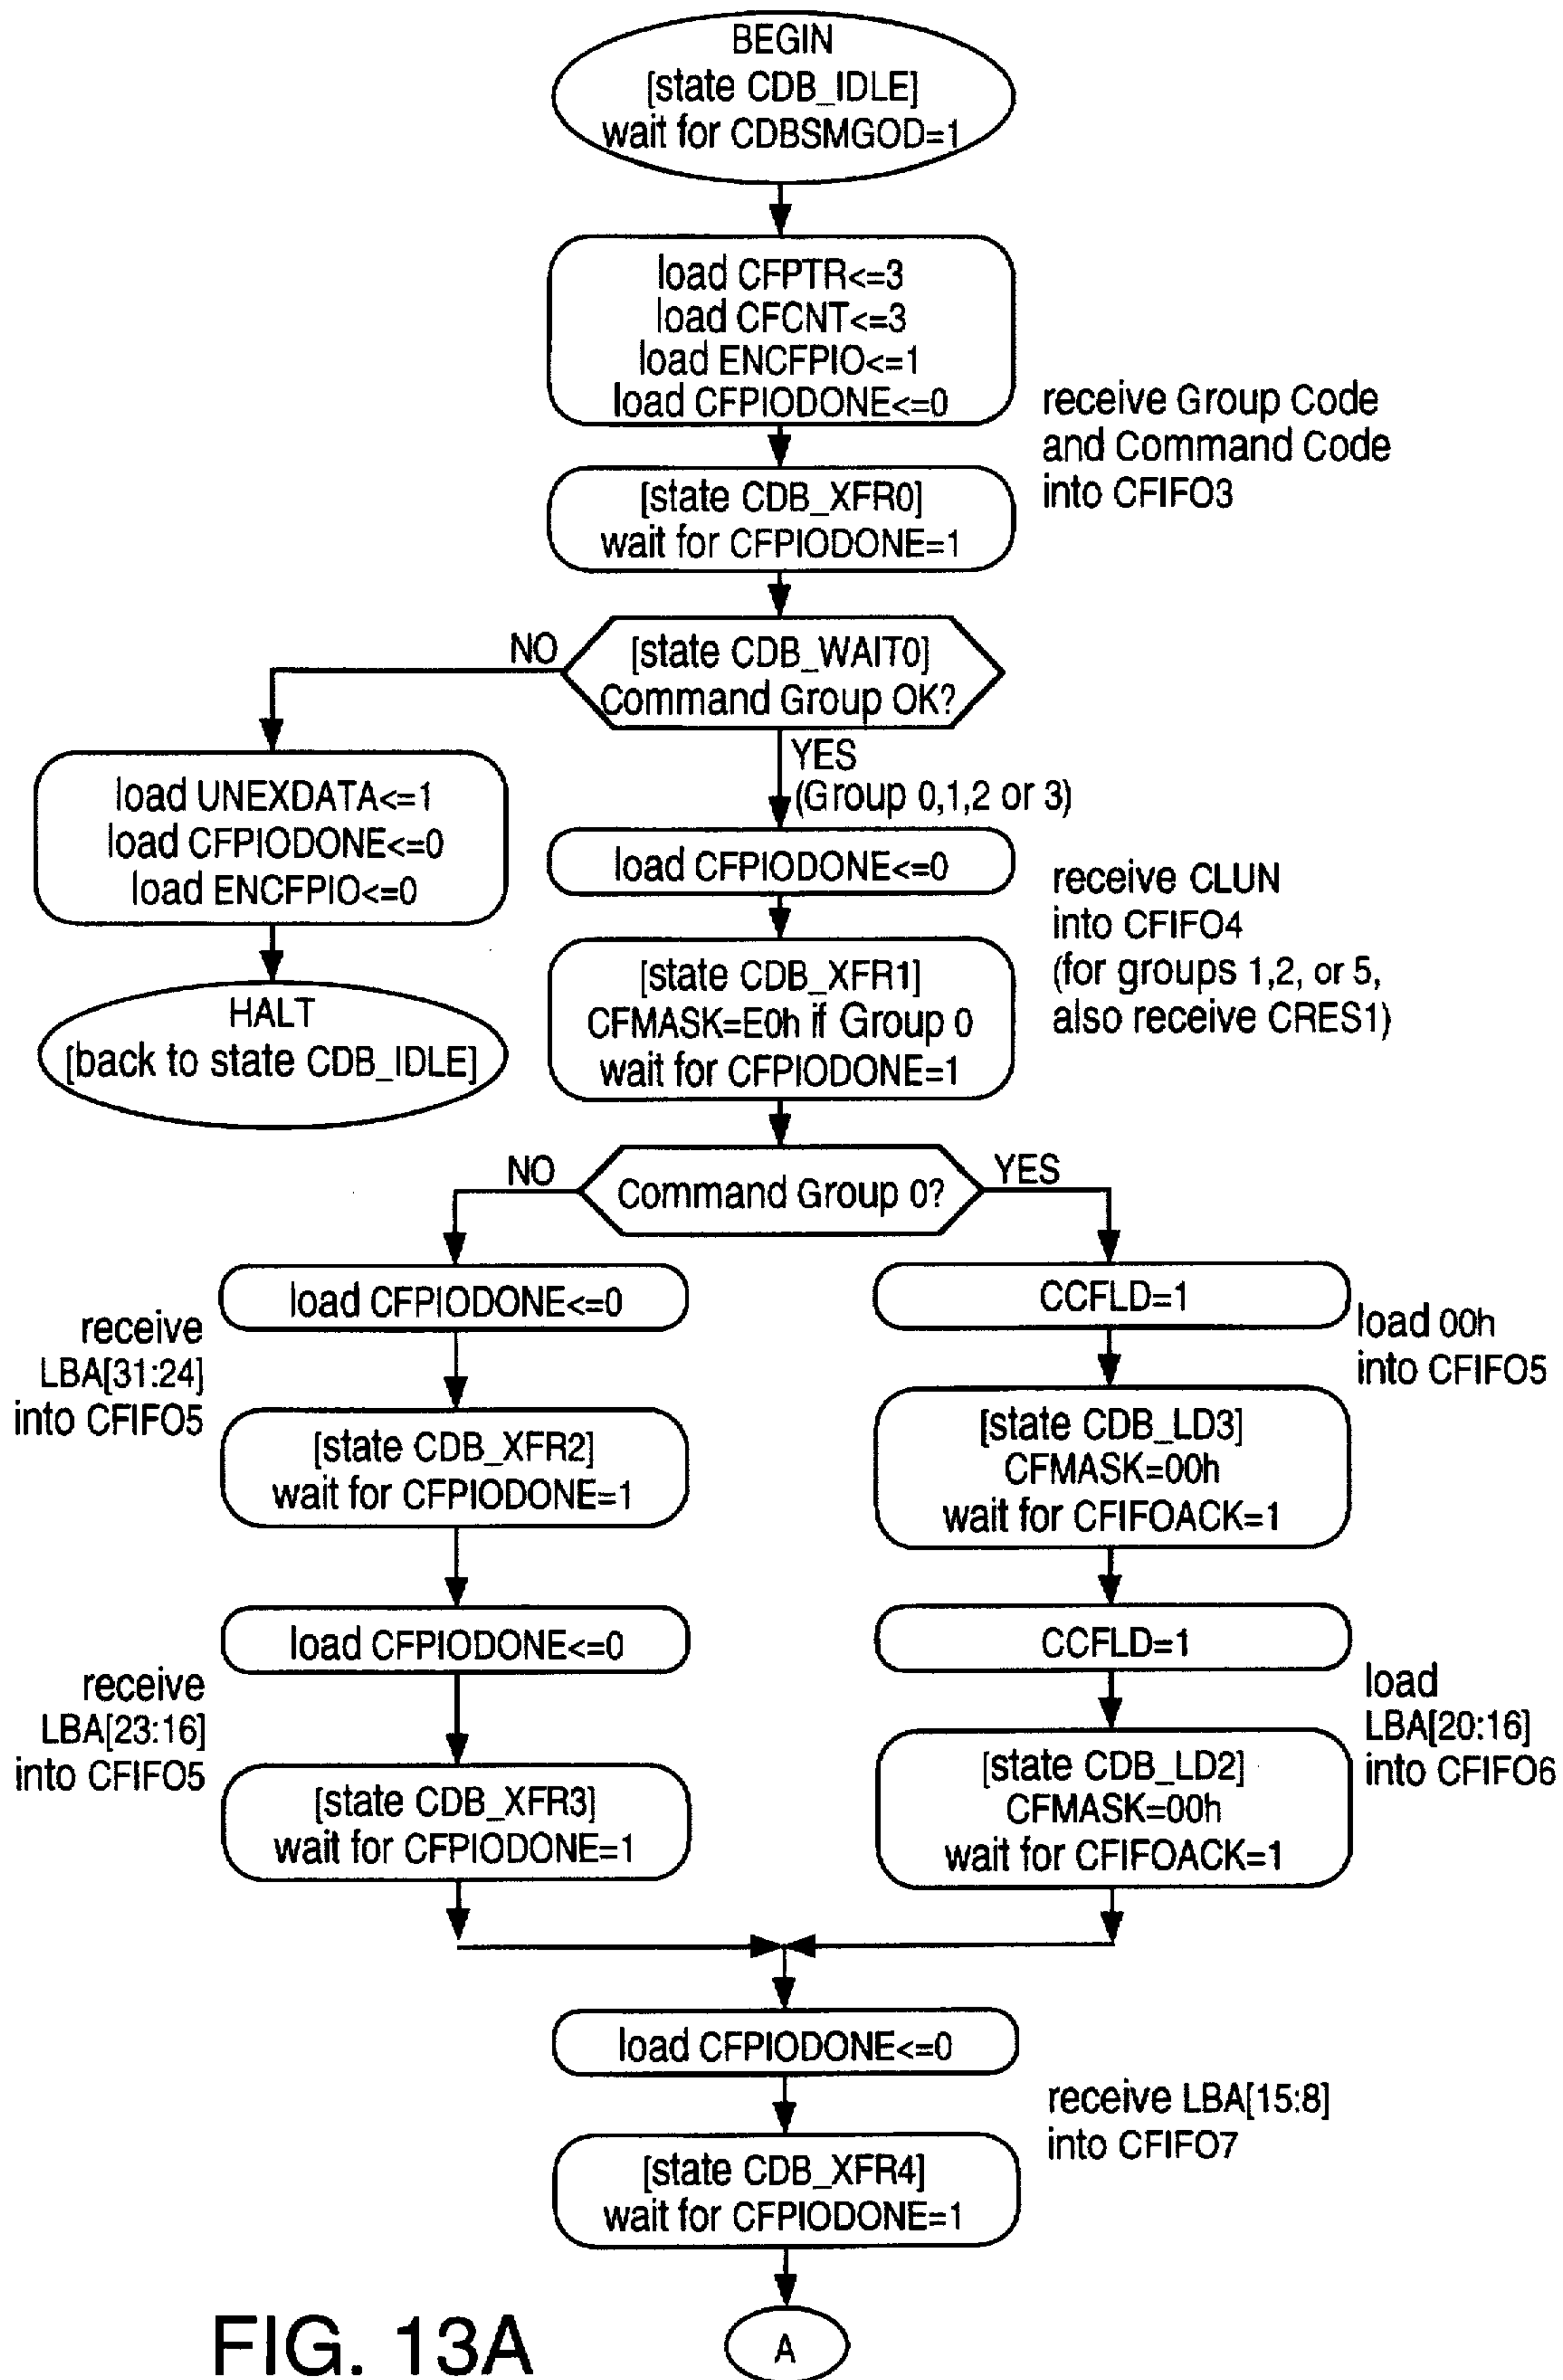 BEGIN
[state CDB_IDLE]
wait for CDBSMGOD=1
load CFPTR<=3
load CFCNT<=3
load ENCFPIO<=1
load CFPIODONE<=0
receive Group Code
and Command Code
into CFIFO3
[state CDB_XFR0]
wait for CFPIODONE=1
NO
[state CDB_WAIT0]
Command Group OK?
YES
(Group 0,1,2 or 3)
load UNEXDATA<=1
load CFPIODONE<=0
load ENCFPIO<=0
HALT
[back to state CDB_IDLE]
load CFPIODONE<=0
receive CLUN
into CFIFO4
(for groups 1,2, or 5,
also receive CRES1)
[state CDB_XFR1]
CFMASK=E0h if Group 0
wait for CFPIODONE=1
NO
Command Group 0?
YES
load CFPIODONE<=0
receive
LBA[31:24]
into CFIFO5
[state CDB_XFR2]
wait for CFPIODONE=1
load CFPIODONE<=0
receive
LBA[23:16]
into CFIFO5
[state CDB_XFR3]
wait for CFPIODONE=1
CCFLD=1
load 00h
into CFIFO5
[state CDB_LD3]
CFMASK=00h
wait for CFIFOACK=1
CCFLD=1
load
LBA[20:16]
into CFIFO6
[state CDB_LD2]
CFMASK=00h
wait for CFIFOACK=1
load CFPIODONE<=0
receive LBA[15:8]
into CFIFO7
[state CDB_XFR4]
wait for CFPIODONE=1
A
FIG. 13A